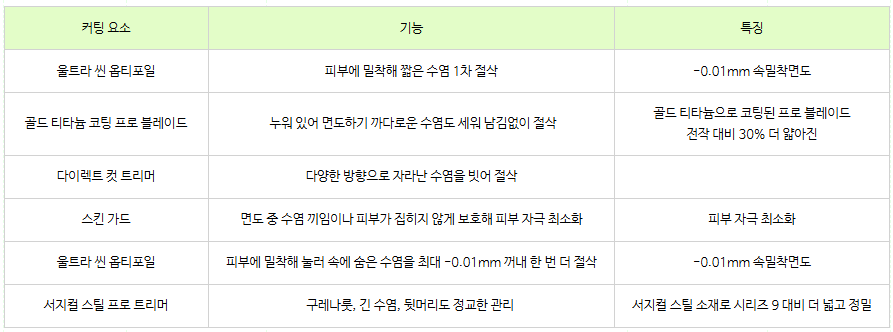 커팅 요소 기능 특징
울트라 씬 옵티포일 피부에 밀착해 짧은 수염 1차 절삭 -0.01mm 속밀착면도
골드 티타늄 코팅 프로 블레이드 누워 있어 면도하기 까다로운 수염도 세워 남김없이 절삭 골드 티타늄으로 코팅된 프로 블레이드
전작 대비 30% 더 얇아진
다이렉트 컷 트리머 다양한 방향으로 자라난 수염을 빗어 절삭
스킨 가드 면도 중 수염 끼임이나 피부가 집히지 않게 보호해 피부 자극 최소화 피부 자극 최소화
울트라 씬 옵티포일 피부에 밀착해 눌러 속에 숨은 수염을 최대 -0.01mm 꺼내 한 번 더 절삭 -0.01mm 속밀착면도
서지컬 스틸 프로 트리머 구레나룻, 긴 수염, 뒷머리도 정교한 관리 서지컬 스틸 소재로 시리즈 9 대비 더 넓고 정밀